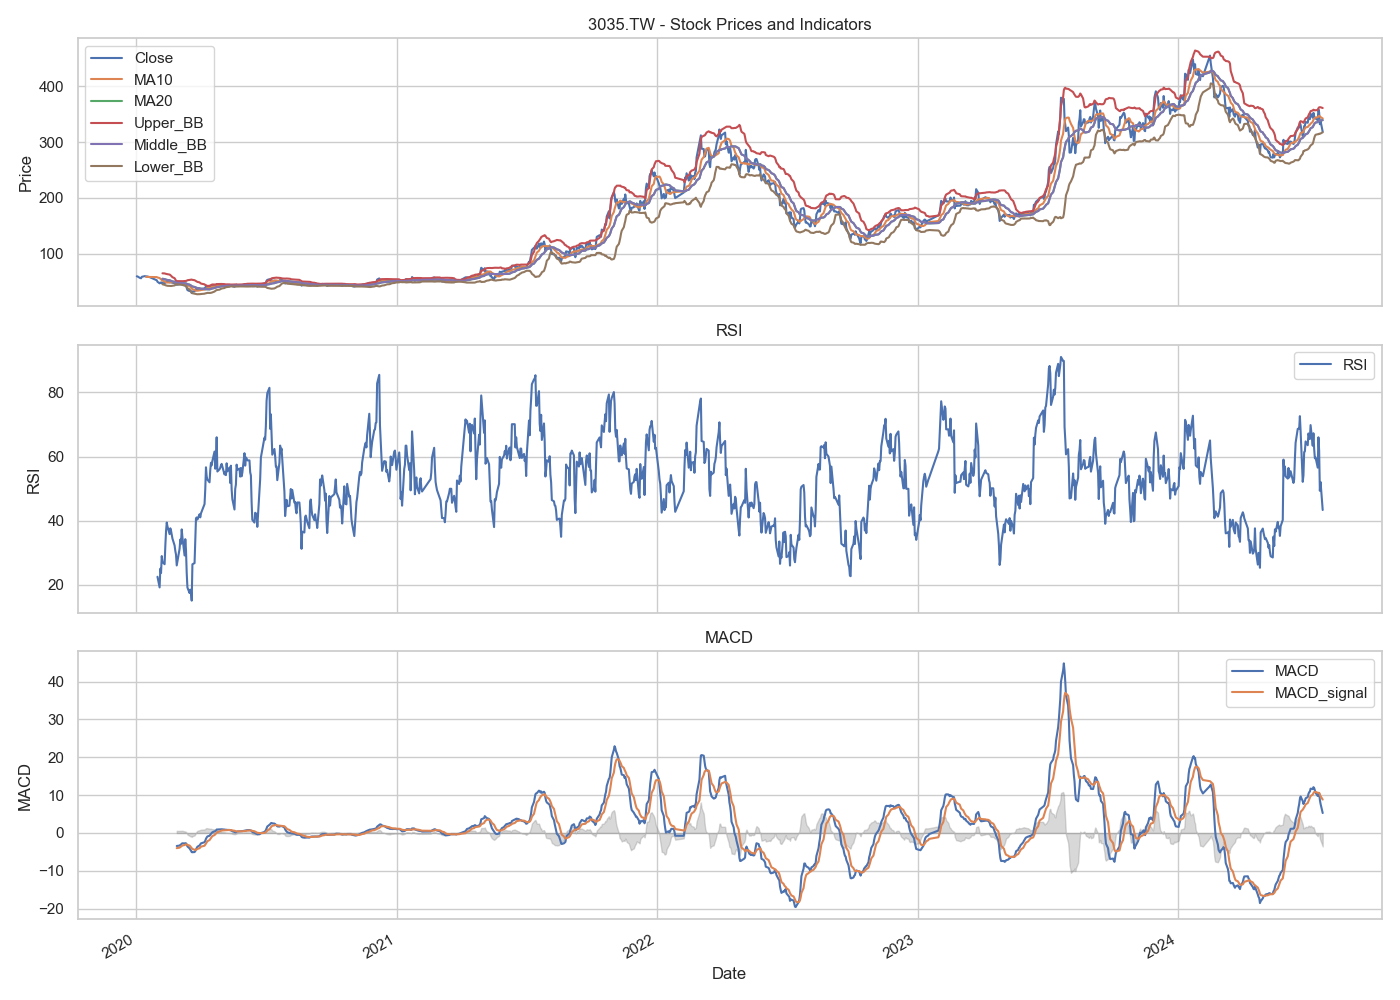 3035.TW - Stock Prices and Indicators
Close
MA10
MA20
Upper_BB
Middle_BB
Lower_BB
Price
400
300
200
100
RSI
RSI
RSI
80
60
40
20
MACD
MACD
MACD_signal
MACD
40
30
20
10
0
−10
−20
2020
2021
2022
2023
2024
Date